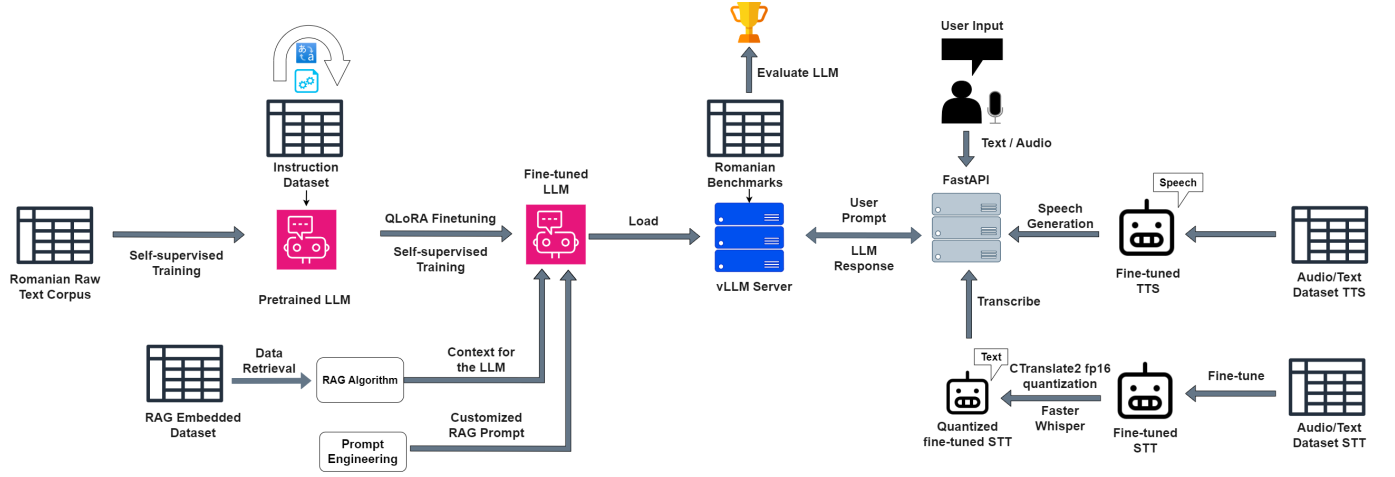 User Input
Evaluate LLM
あ
a
Text / Audio
Instruction
Dataset
Fine-tuned
LLM
Romanian
Benchmarks
FastAPI
Speech
Romanian Raw
Text Corpus
Self-supervised
Training
Pretrained LLM
QLoRA Finetuning
Self-supervised
Training
Load
vLLM Server
User
Prompt
LLM
Response
Speech
Generation
Fine-tuned
TTS
Audio/Text
Dataset TTS
Transcribe
RAG Embedded
Dataset
Data
Retrieval
RAG Algorithm
Context for
the LLM
Prompt
Engineering
Customized
RAG Prompt
Text
Quantized
fine-tuned STT
CTranslate2 fp16
quantization
Faster
Whisper
Fine-tuned
STT
Fine-tune
Audio/Text
Dataset STT